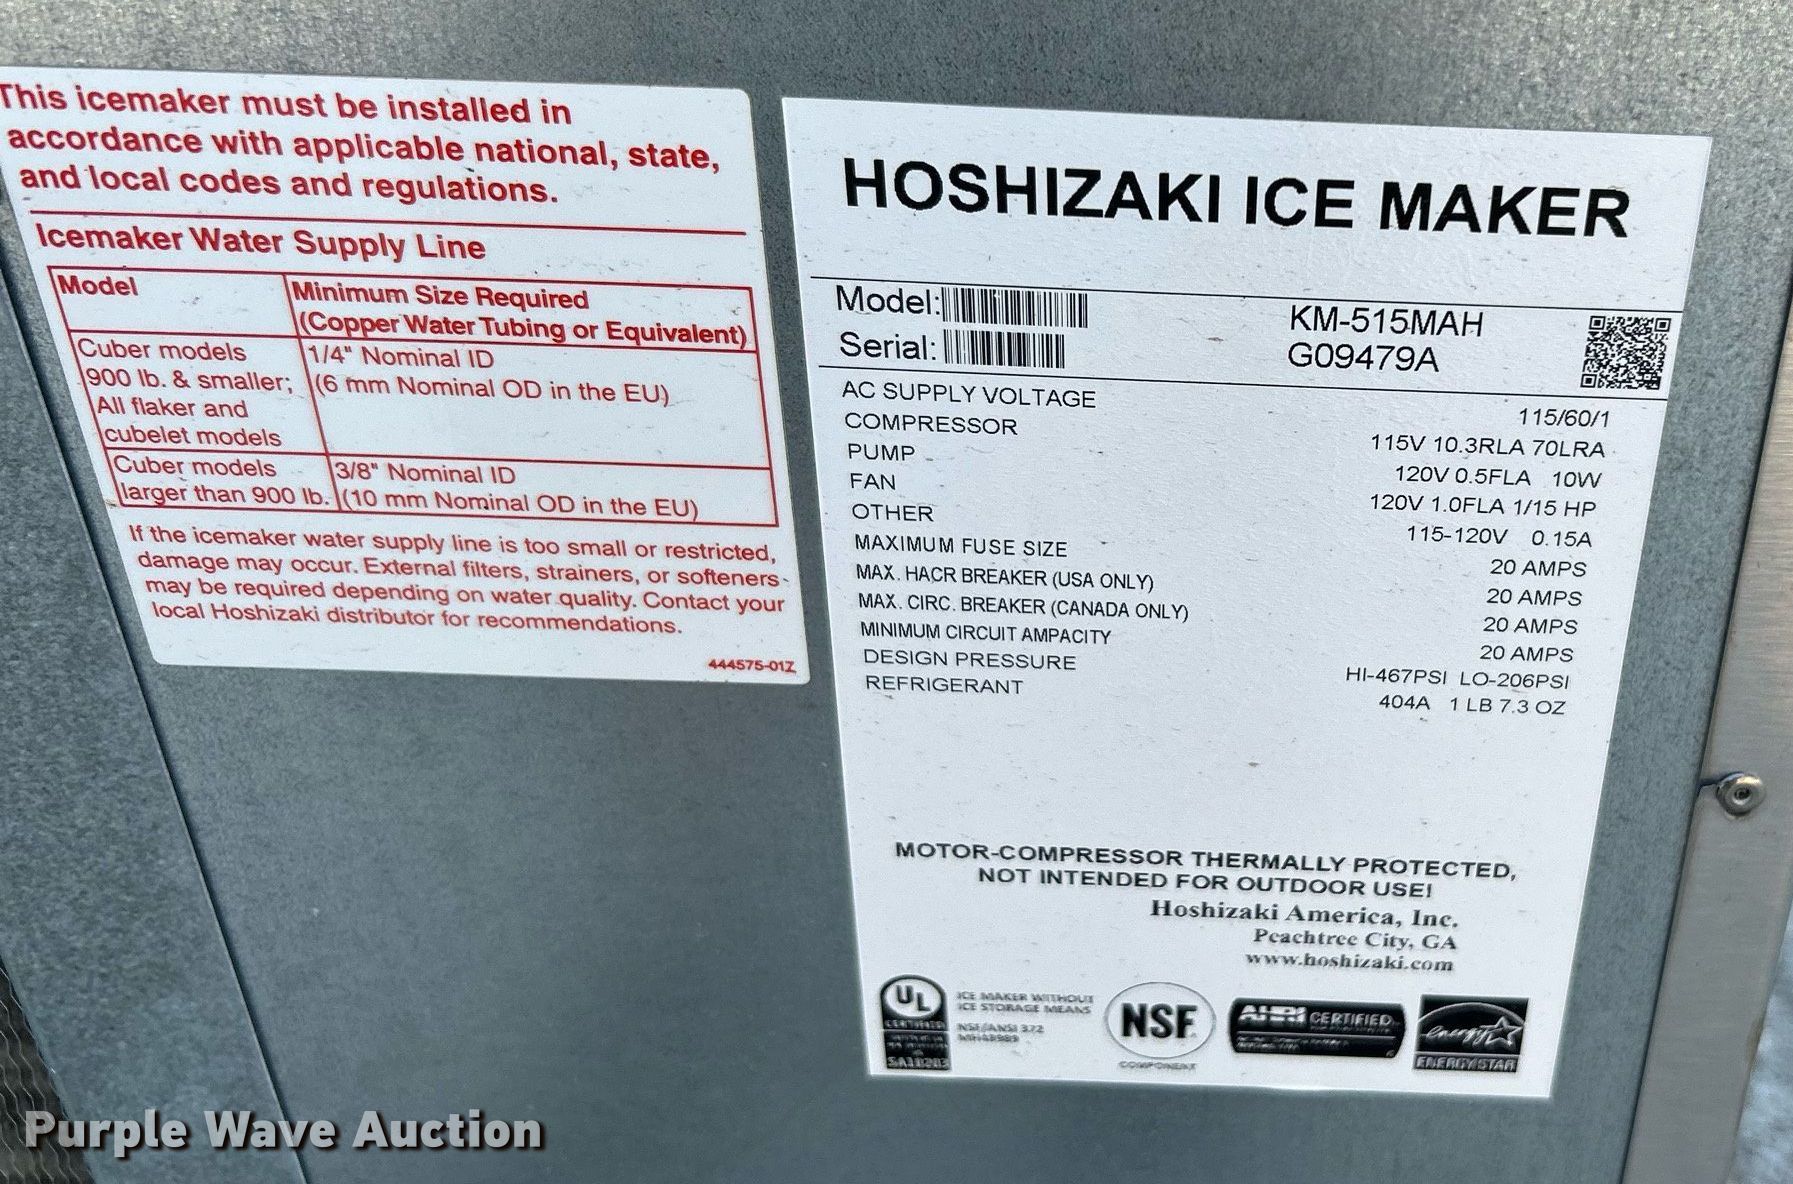 This icemaker must be installed in
accordance with applicable national, state,
and local codes and regulations.
Icemaker Water Supply Line
Model
Minimum Size Required
(Copper Water Tubing or Equivalent)
Cuber models
900 lb. & smaller;
All flaker and
cubelet models
1/4" Nominal ID
(6 mm Nominal OD in the EU)
Cuber models
larger than 900 lb.
3/8" Nominal ID
(10 mm Nominal OD in the EU)
If the icemaker water supply line is too small or restricted,
damage may occur. External filters, strainers, or softeners
may be required depending on water quality. Contact your
local Hoshizaki distributor for recommendations.
444575-01Z
HOSHIZAKI ICE MAKER
Model: KM-515MAH
Serial: G09479A
AC SUPPLY VOLTAGE 115/60/1
COMPRESSOR 115V 10.3RLA 70LRA
PUMP 120V 0.5FLA 10W
FAN 120V 1.0FLA 1/15 HP
OTHER 115-120V 0.15A
MAXIMUM FUSE SIZE 20 AMPS
MAX. HACR BREAKER (USA ONLY) 20 AMPS
MAX. CIRC. BREAKER (CANADA ONLY) 20 AMPS
MINIMUM CIRCUIT AMPACITY 20 AMPS
DESIGN PRESSURE HI-467PSI LO-206PSI
REFRIGERANT 404A 1 LB 7.3 OZ
MOTOR-COMPRESSOR THERMALLY PROTECTED,
NOT INTENDED FOR OUTDOOR USE!
Hoshizaki America, Inc.
Peachtree City, GA
www.hoshizaki.com
UL
CERTIFIED
ICE MAKER WITHOUT
ICE STORAGE MEANS
NSF/ANSI 372
NSF
COMPONENT
AHRI CERTIFIED
energy
ENERGY STAR
Purple Wave Auction